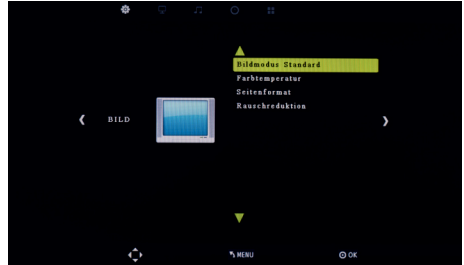 Bildmodus Standard
Farbtemperatur
Seitenformat
Rauschreduktion
BILD
MENU
OK